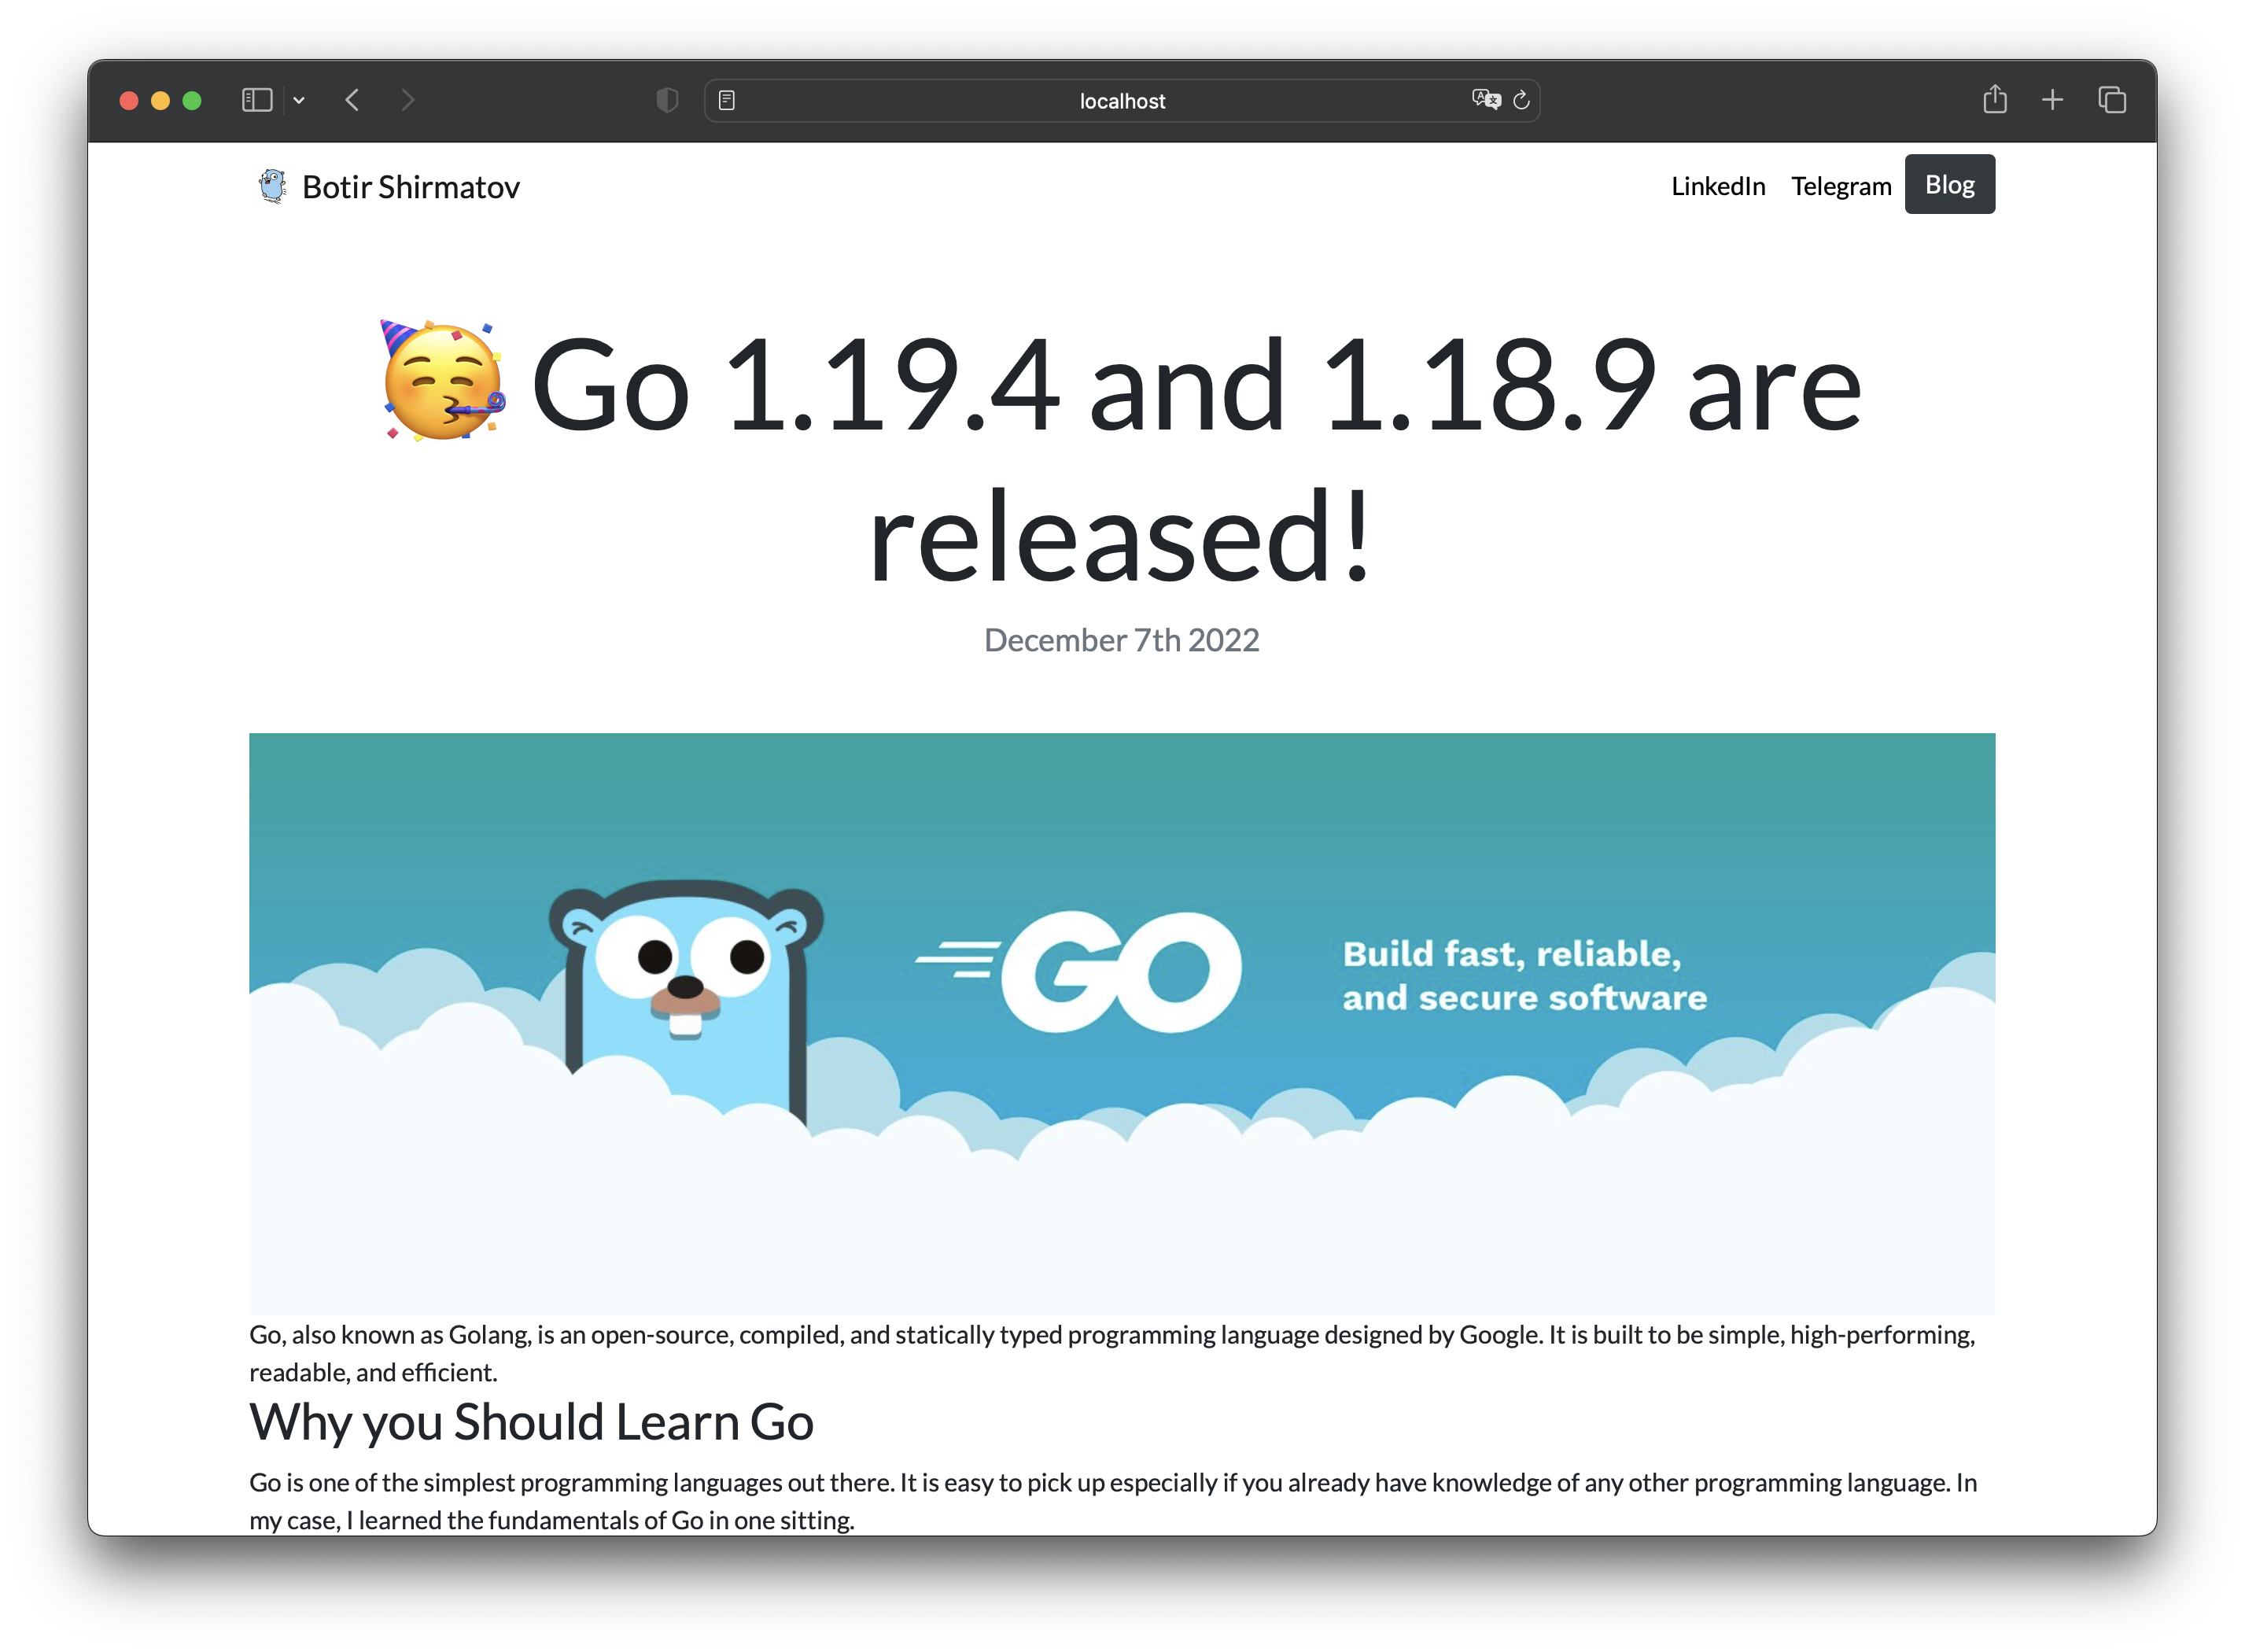 localhost
Botir Shirmatov
LinkedIn Telegram Blog
🥳 Go 1.19.4 and 1.18.9 are
released!
December 7th 2022
GO
Build fast, reliable,
and secure software
Go, also known as Golang, is an open-source, compiled, and statically typed programming language designed by Google. It is built to be simple, high-performing,
readable, and efficient.
Why you Should Learn Go
Go is one of the simplest programming languages out there. It is easy to pick up especially if you already have knowledge of any other programming language. In
my case, I learned the fundamentals of Go in one sitting.